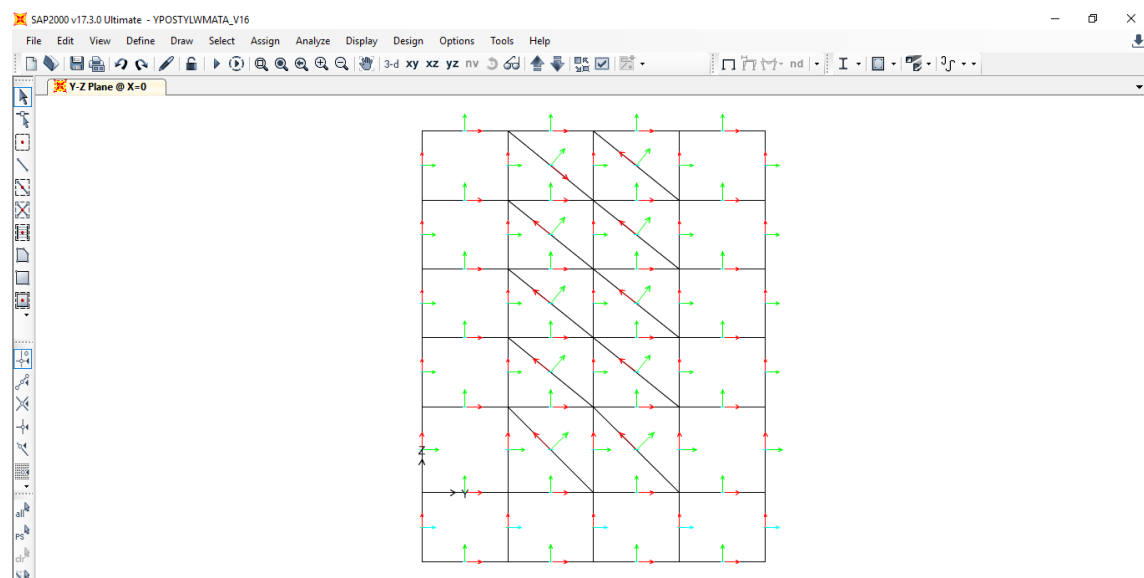 SAP2000 v17.3.0 Ultimate - YPOSTYLWMATA_V16
File Edit View Define Draw Select Assign Analyze Display Design Options Tools Help
3-d xy xz yz nv nd
Y-Z Plane @ X=0
Z
Y
all
PS
clr